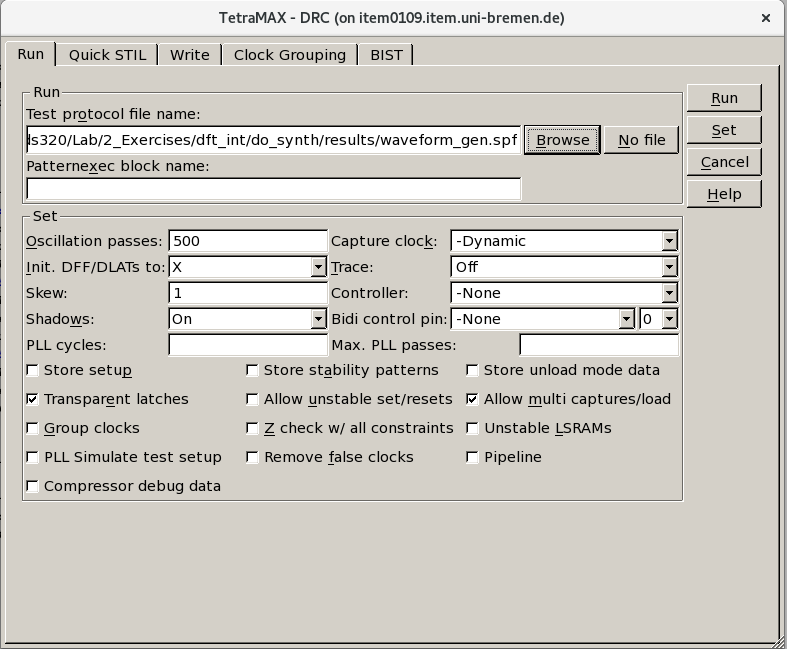 TetraMAX - DRC (on item0109.item.uni-bremen.de)
Run Quick STIL Write Clock Grouping BIST
Run
Test protocol file name:
ds320/Lab/2_Exercises/dft_int/do_synth/results/waveform_gen.spf Browse No file
Patternexec block name:
Run
Set
Cancel
Help
Set
Oscillation passes: 500 Capture clock: -Dynamic
Init. DFF/DLATs to: X Trace: Off
Skew: 1 Controller: -None
Shadows: On Bidi control pin: -None 0
PLL cycles: Max. PLL passes:
Store setup Store stability patterns Store unload mode data
Transparent latches Allow unstable set/resets Allow multi captures/load
Group clocks Z check w/ all constraints Unstable LSRAMs
PLL Simulate test setup Remove false clocks Pipeline
Compressor debug data